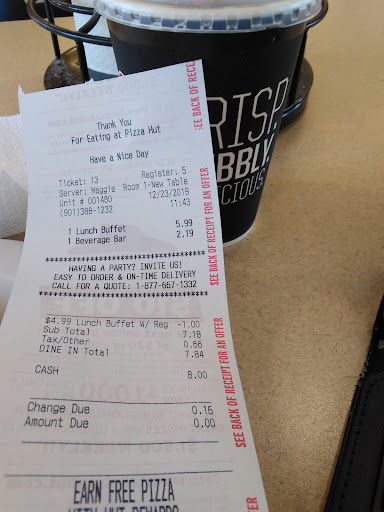 Thank You
For Eating at Pizza Hut
Have a Nice Day
Ticket: 13 Register: 5
Server: Maggie Room 1-New Table
Unit # 001480 12/23/2019
(901)388-1232 11:43
1 Lunch Buffet 5.99
1 Beverage Bar 2.19
****************************************
HAVING A PARTY? INVITE US!
EASY TO ORDER & ON-TIME DELIVERY
CALL FOR A QUOTE: 1-877-667-1332
****************************************
$4.99 Lunch Buffet W/ Reg -1.00
Sub Total 7.18
Tax/Other 0.66
DINE IN Total 7.84
CASH 8.00
Change Due 0.16
Amount Due 0.00
EARN FREE PIZZA
WITH HUT REWARDS
SEE BACK OF RECE
SEE BACK OF RECEIPT FOR AN OFFER
SEE BACK OF RECEIPT FOR AN OFFER
RISP.
BBLY.
ICIOUS.